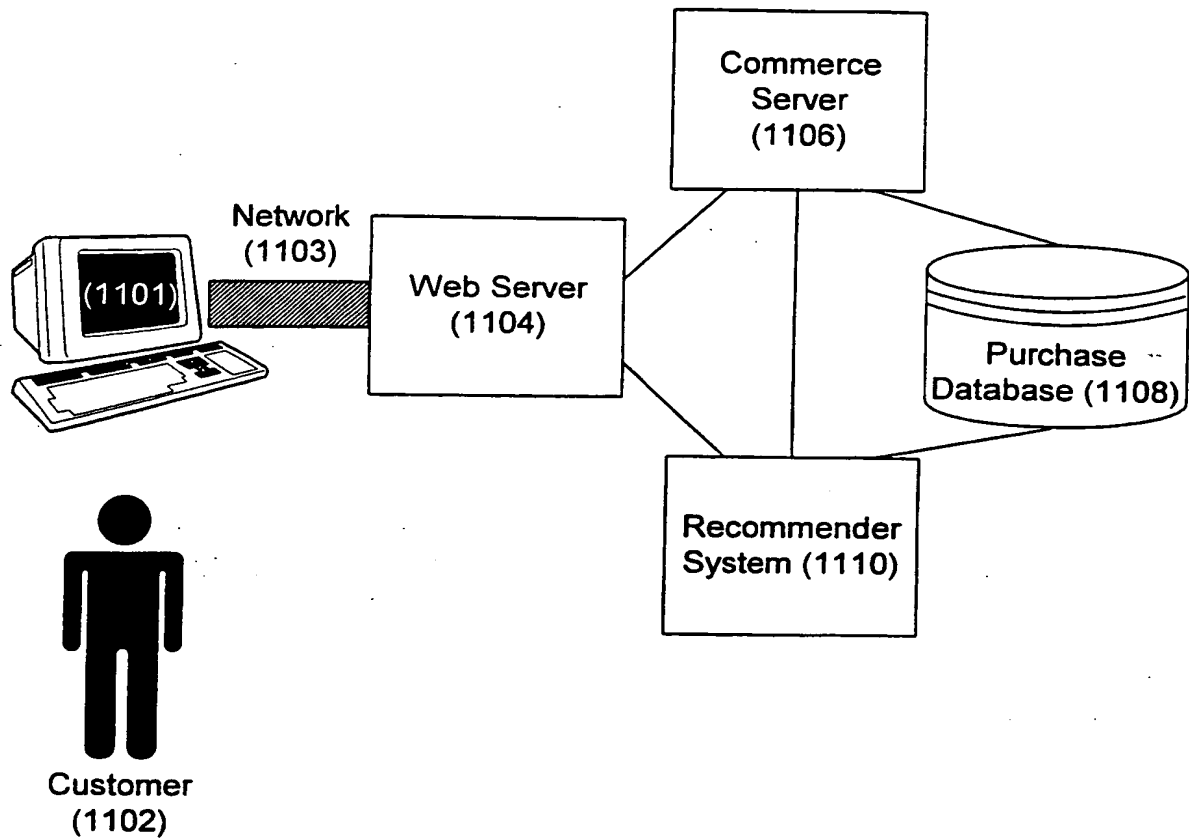 Commerce
Server
(1106)
Network
(1103)
(1101)
Web Server
(1104)
Purchase
Database (1108)
Recommender
System (1110)
Customer
(1102)